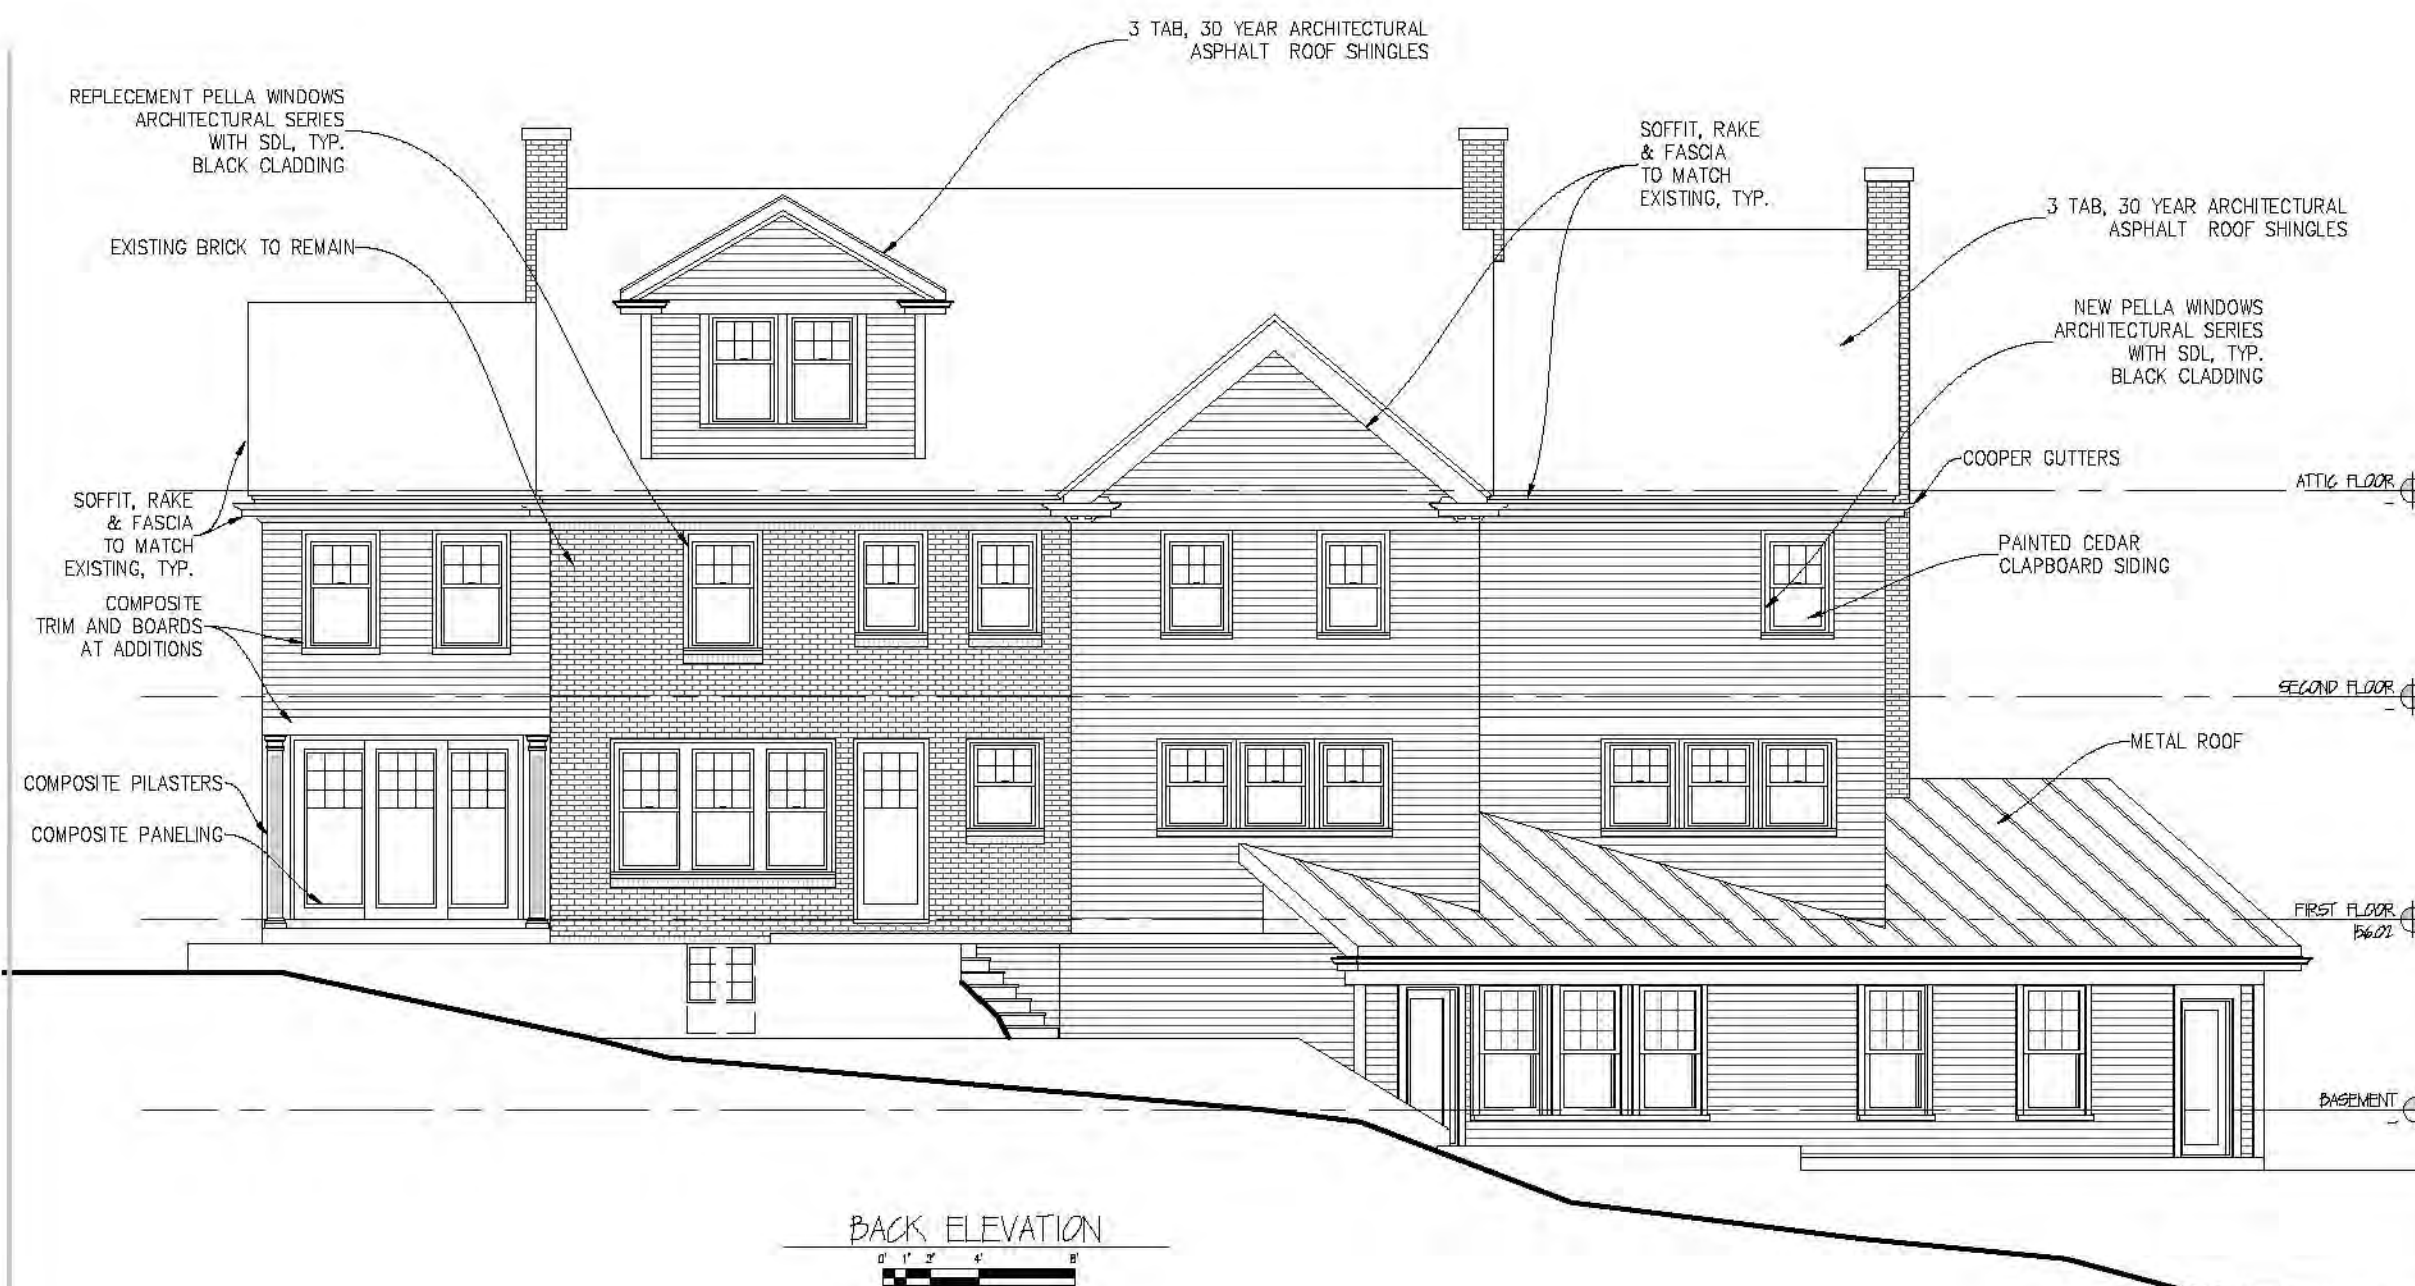 3 TAB, 30 YEAR ARCHITECTURAL
ASPHALT ROOF SHINGLES
REPLECEMENT PELLA WINDOWS
ARCHITECTURAL SERIES
WITH SDL, TYP.
BLACK CLADDING
EXISTING BRICK TO REMAIN
SOFFIT, RAKE
& FASCIA
TO MATCH
EXISTING, TYP.
3 TAB, 30 YEAR ARCHITECTURAL
ASPHALT ROOF SHINGLES
NEW PELLA WINDOWS
ARCHITECTURAL SERIES
WITH SDL, TYP.
BLACK CLADDING
COOPER GUTTERS
ATTIC FLOOR
SOFFIT, RAKE
& FASCIA
TO MATCH
EXISTING, TYP.
PAINTED CEDAR
CLAPBOARD SIDING
COMPOSITE
TRIM AND BOARDS
AT ADDITIONS
SECOND FLOOR
METAL ROOF
COMPOSITE PILASTERS
COMPOSITE PANELING
FIRST FLOOR
156.02
BASEMENT
BACK ELEVATION
0' 1' 2' 4' 8'